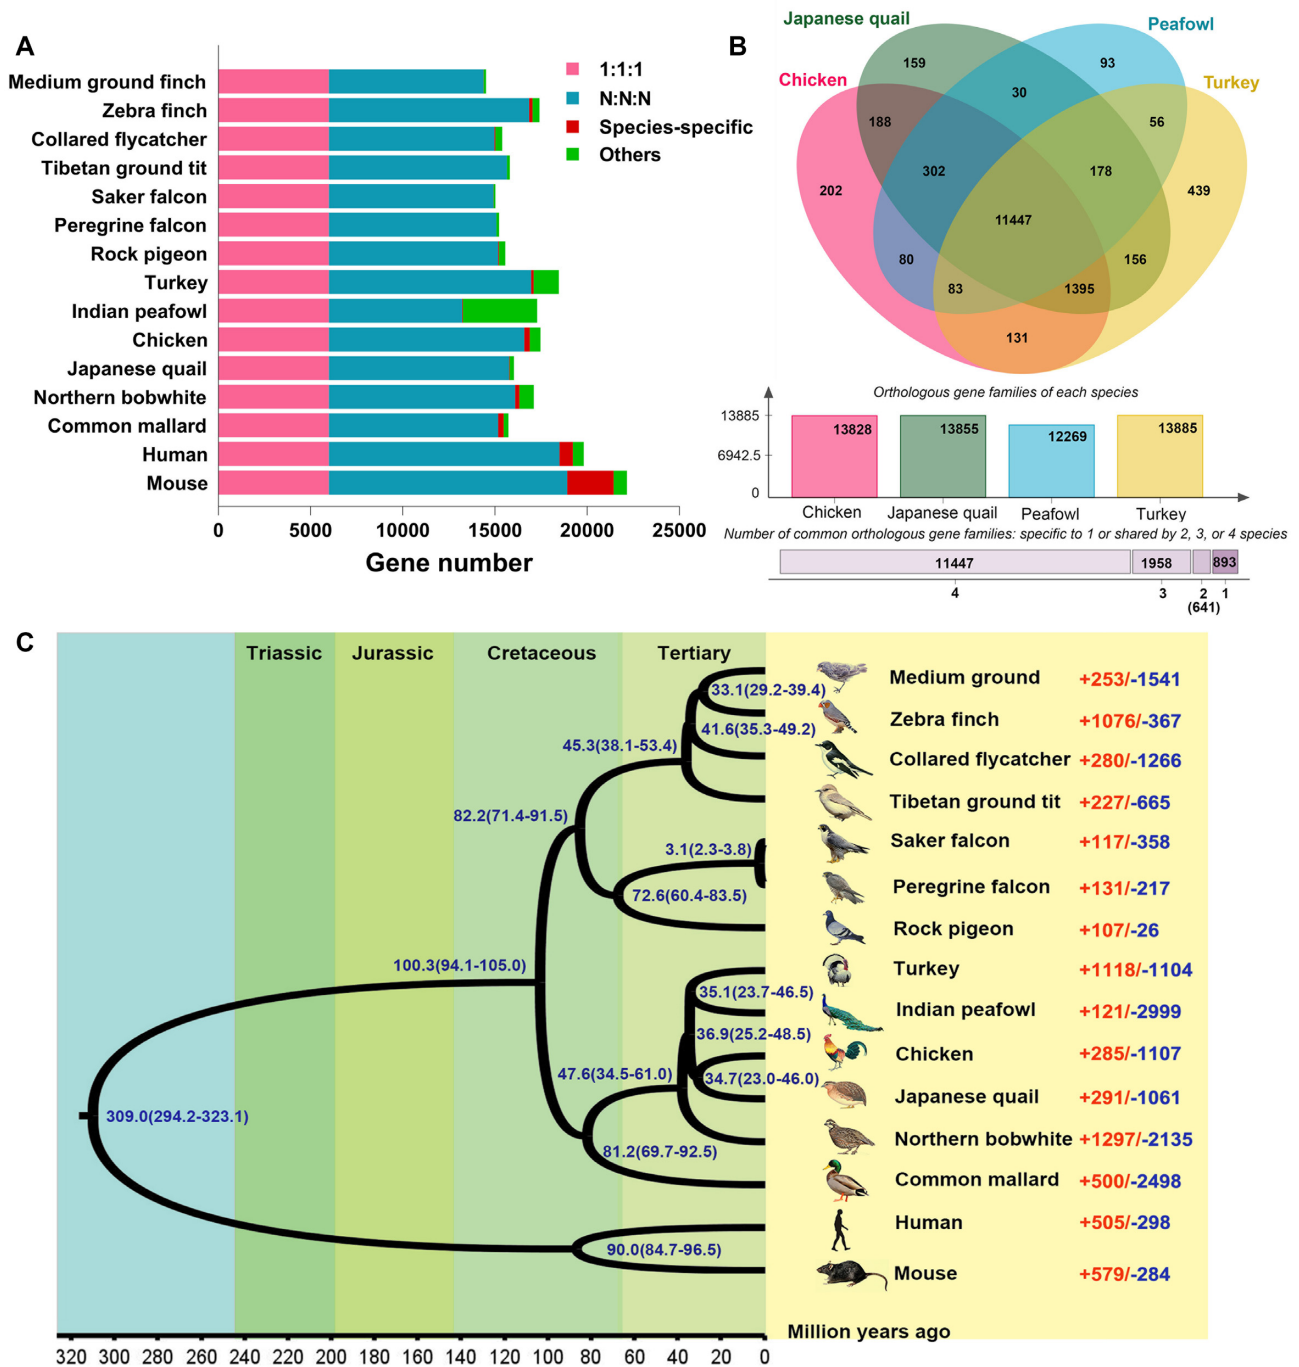 A
Medium ground finch
Zebra finch
Collared flycatcher
Tibetan ground tit
Saker falcon
Peregrine falcon
Rock pigeon
Turkey
Indian peafowl
Chicken
Japanese quail
Northern bobwhite
Common mallard
Human
Mouse
1:1:1
N:N:N
Species-specific
Others
0 5000 10000 15000 20000 25000
Gene number
B
Japanese quail
Peafowl
Chicken
Turkey
159
93
30
188
56
302
178
202
439
11447
80
156
83
1395
131
Orthologous gene families of each species
13885
6942.5
0
13828
13855
12269
13885
Chicken
Japanese quail
Peafowl
Turkey
Number of common orthologous gene families: specific to 1 or shared by 2, 3, or 4 species
11447 1958 893
4 3 2 1
(641)
C
Triassic Jurassic Cretaceous Tertiary
33.1(29.2-39.4)
41.6(35.3-49.2)
45.3(38.1-53.4)
82.2(71.4-91.5)
3.1(2.3-3.8)
72.6(60.4-83.5)
100.3(94.1-105.0)
35.1(23.7-46.5)
36.9(25.2-48.5)
47.6(34.5-61.0)
34.7(23.0-46.0)
309.0(294.2-323.1)
81.2(69.7-92.5)
90.0(84.7-96.5)
Medium ground +253/-1541
Zebra finch +1076/-367
Collared flycatcher +280/-1266
Tibetan ground tit +227/-665
Saker falcon +117/-358
Peregrine falcon +131/-217
Rock pigeon +107/-26
Turkey +1118/-1104
Indian peafowl +121/-2999
Chicken +285/-1107
Japanese quail +291/-1061
Northern bobwhite +1297/-2135
Common mallard +500/-2498
Human +505/-298
Mouse +579/-284
Million years ago
320 300 280 260 240 220 200 180 160 140 120 100 80 60 40 20 0